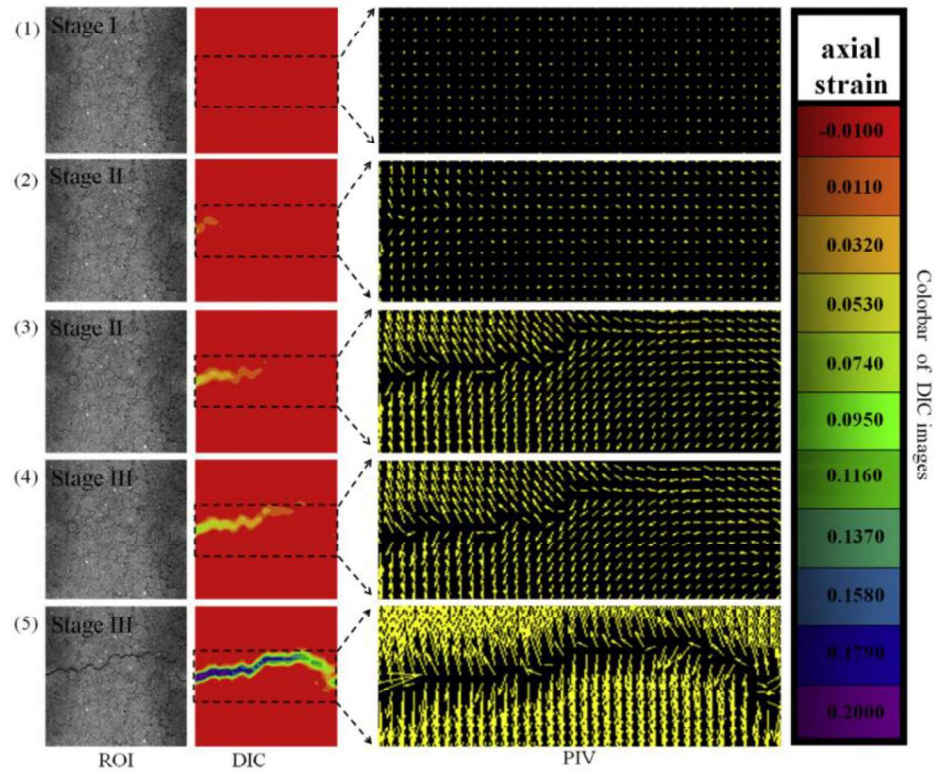 (1) Stage I
(2) Stage II
(3) Stage II
(4) Stage III
(5) Stage III
ROI DIC PIV
axial
strain
-0.0100
0.0110
0.0320
0.0530
0.0740
0.0950
0.1160
0.1370
0.1580
0.1790
0.2000
Colorbar of DIC images